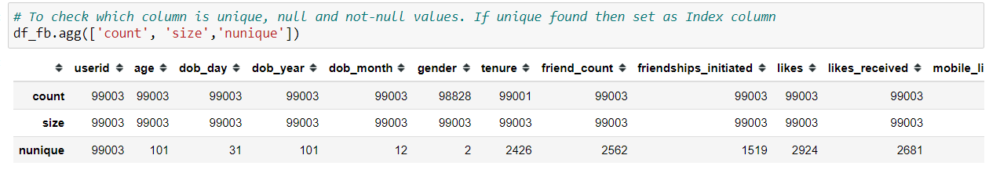 # To check which column is unique, null and not-null values. If unique found then set as Index column
df_fb.agg(['count', 'size','nunique'])
userid age dob_day dob_year dob_month gender tenure friend_count friendships_initiated likes likes_received mobile_li
count 99003 99003 99003 99003 99003 98828 99001 99003 99003 99003 99003
size 99003 99003 99003 99003 99003 99003 99003 99003 99003 99003 99003
nunique 99003 101 31 101 12 2 2426 2562 1519 2924 2681